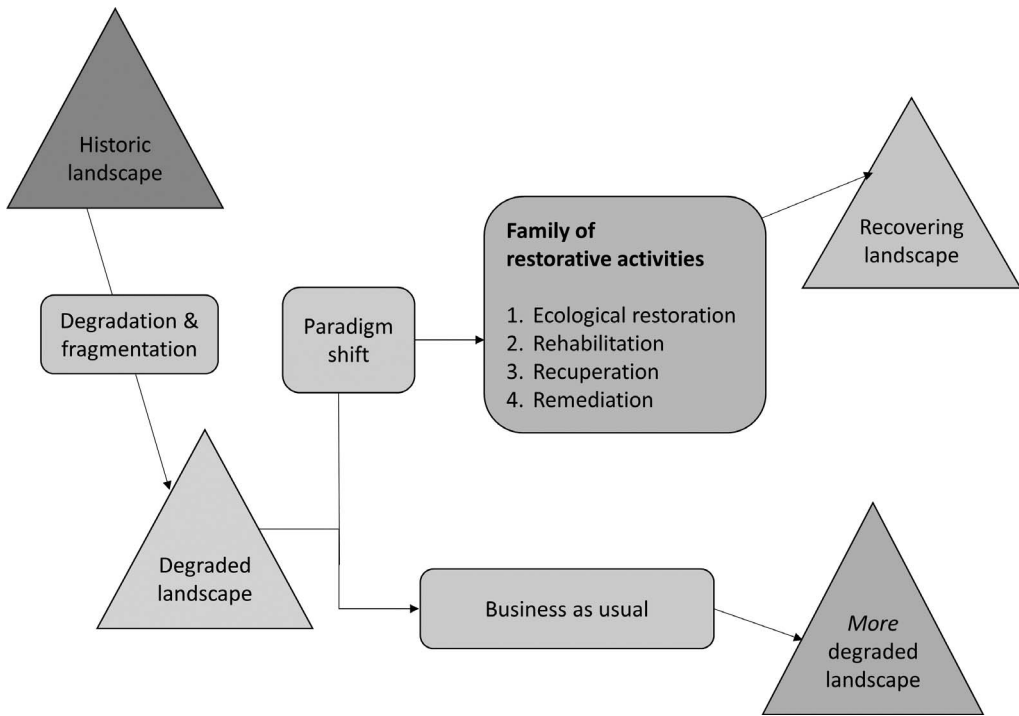 Historic
landscape
Degradation &
fragmentation
Degraded
landscape
Paradigm
shift
Family of
restorative activities
1. Ecological restoration
2. Rehabilitation
3. Recuperation
4. Remediation
Recovering
landscape
Business as usual
More
degraded
landscape